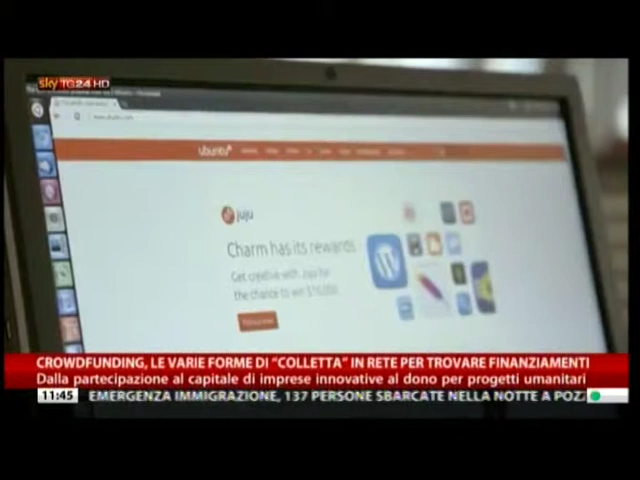 sky TG24 HD
ubuntu
juju
Charm has its rewards
Get creative with Juju for
the chance to win $10,000
CROWDFUNDING, LE VARIE FORME DI “COLLETTA” IN RETE PER TROVARE FINANZIAMENTI
Dalla partecipazione al capitale di imprese innovative al dono per progetti umanitari
11:45 EMERGENZA IMMIGRAZIONE, 137 PERSONE SBARCATE NELLA NOTTE A POZZ